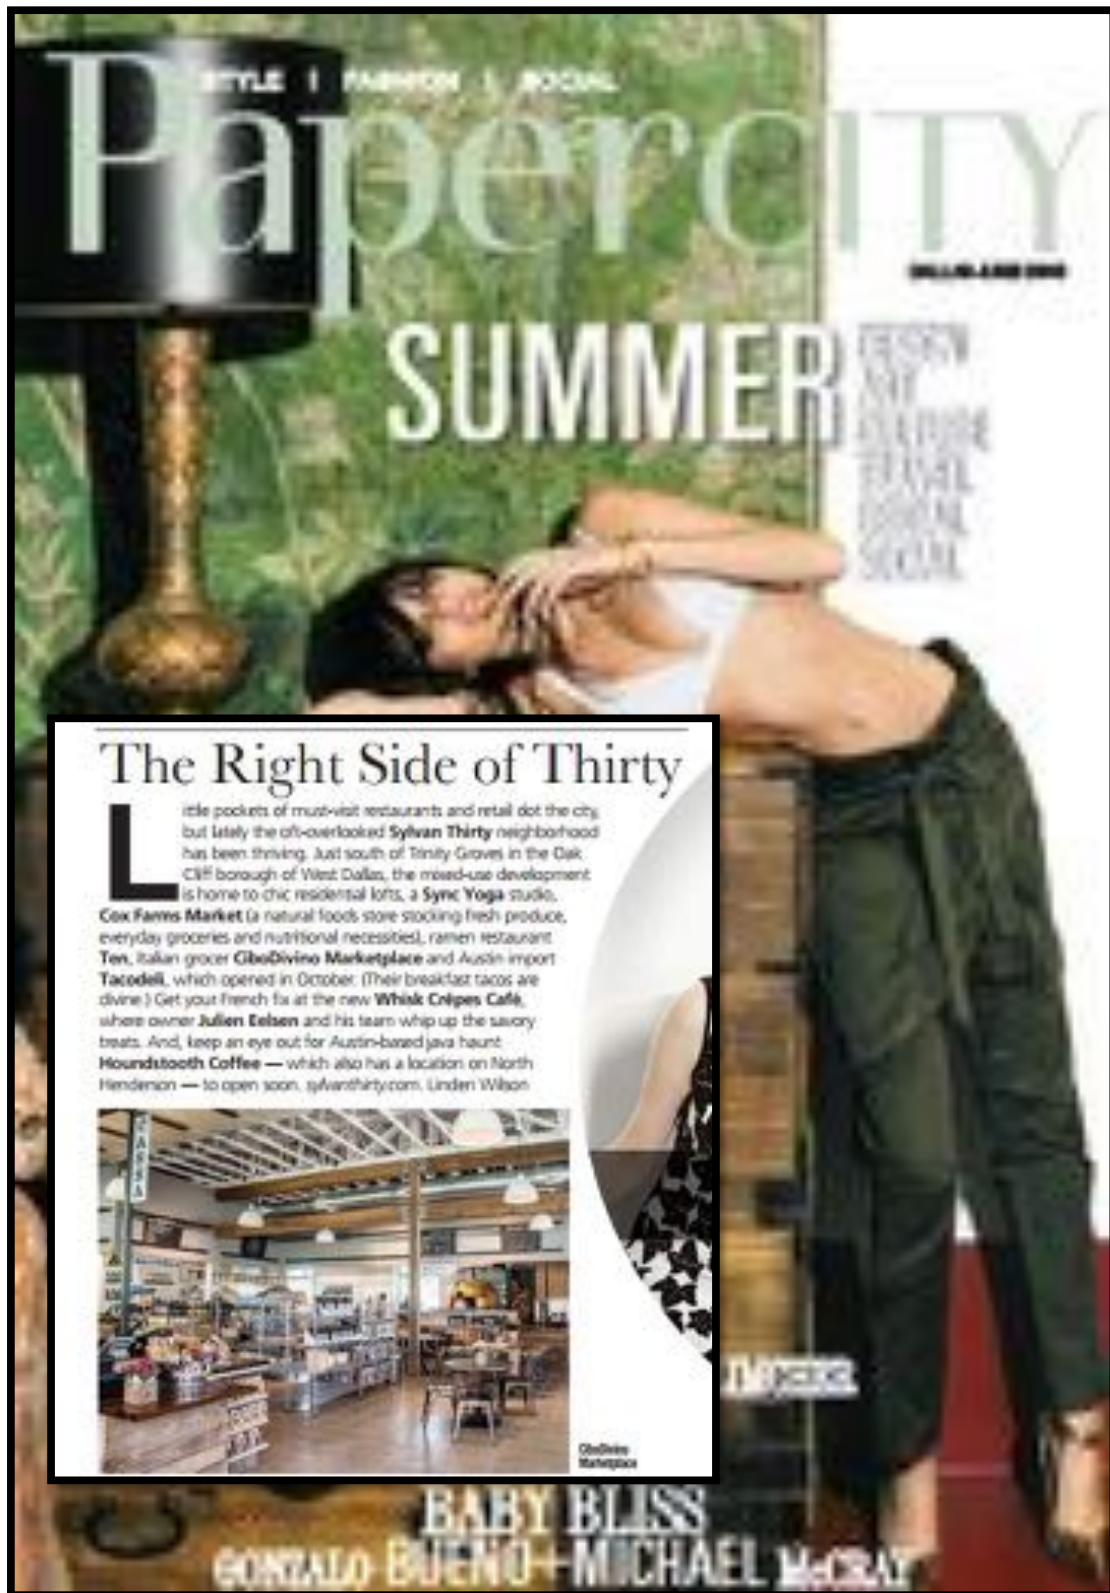 STYLE | FASHION | SOCIAL
PaperCITY
SUMMER
DESIGN
ART
CULTURE
TRAVEL
SOCIAL
The Right Side of Thirty
Little pockets of must-visit restaurants and retail dot the city,
but lately the oft-overlooked Sylvan Thirty neighborhood
has been thriving. Just south of Trinity Groves in the Oak
Cliff borough of West Dallas, the mixed-use development
is home to chic residential lofts, a Sync Yoga studio,
Cox Farms Market (a natural foods store stocking fresh produce,
everyday groceries and nutritional necessities), ramen restaurant
Ten, Italian grocer CiboDivino Marketplace and Austin import
Tacodeli, which opened in October. (Their breakfast tacos are
divine.) Get your French fix at the new Whisk Crêpes Café,
where owner Julien Eelsen and his team whip up the savory
treats. And, keep an eye out for Austin-based java haunt
Houndstooth Coffee — which also has a location on North
Henderson — to open soon. sylvanthirty.com. Linden Wilson
CiboDivino
Marketplace
BABY BLISS
GONZALO BUENO + MICHAEL McCRAY